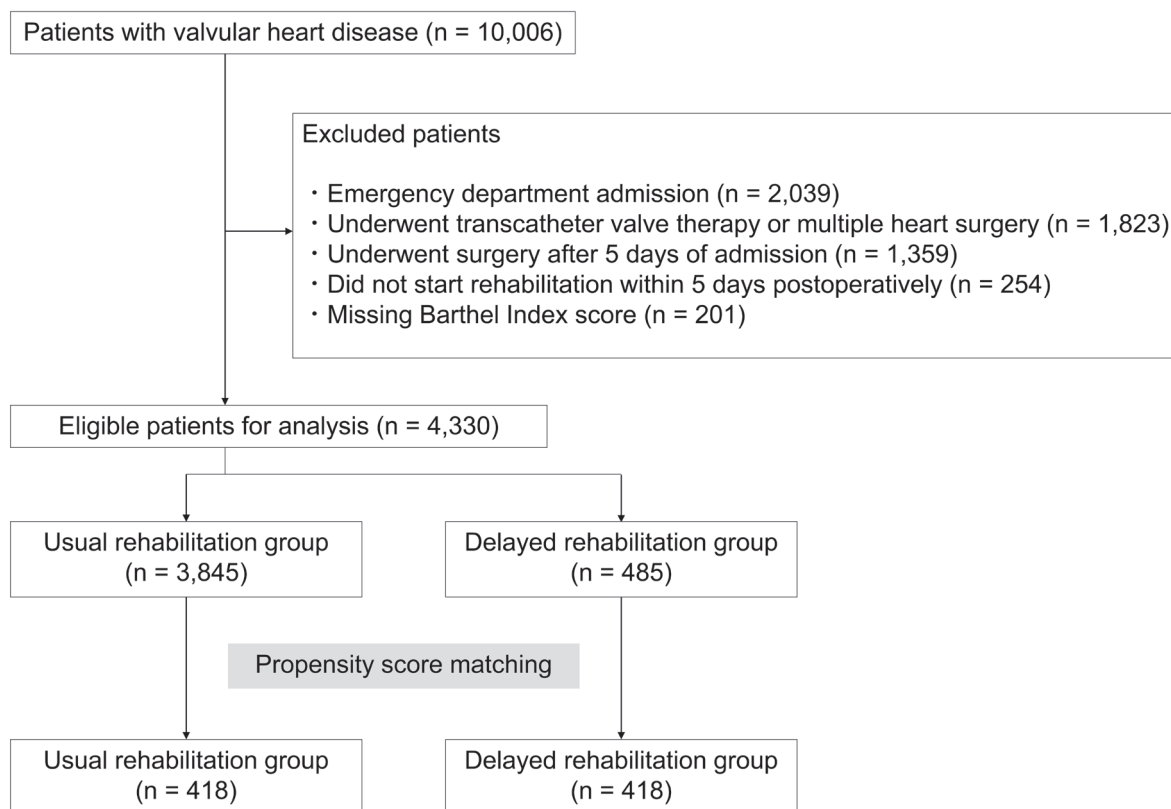 Patients with valvular heart disease (n = 10,006)
Excluded patients
・Emergency department admission (n = 2,039)
・Underwent transcatheter valve therapy or multiple heart surgery (n = 1,823)
・Underwent surgery after 5 days of admission (n = 1,359)
・Did not start rehabilitation within 5 days postoperatively (n = 254)
・Missing Barthel Index score (n = 201)
Eligible patients for analysis (n = 4,330)
Usual rehabilitation group
(n = 3,845)
Delayed rehabilitation group
(n = 485)
Propensity score matching
Usual rehabilitation group
(n = 418)
Delayed rehabilitation group
(n = 418)